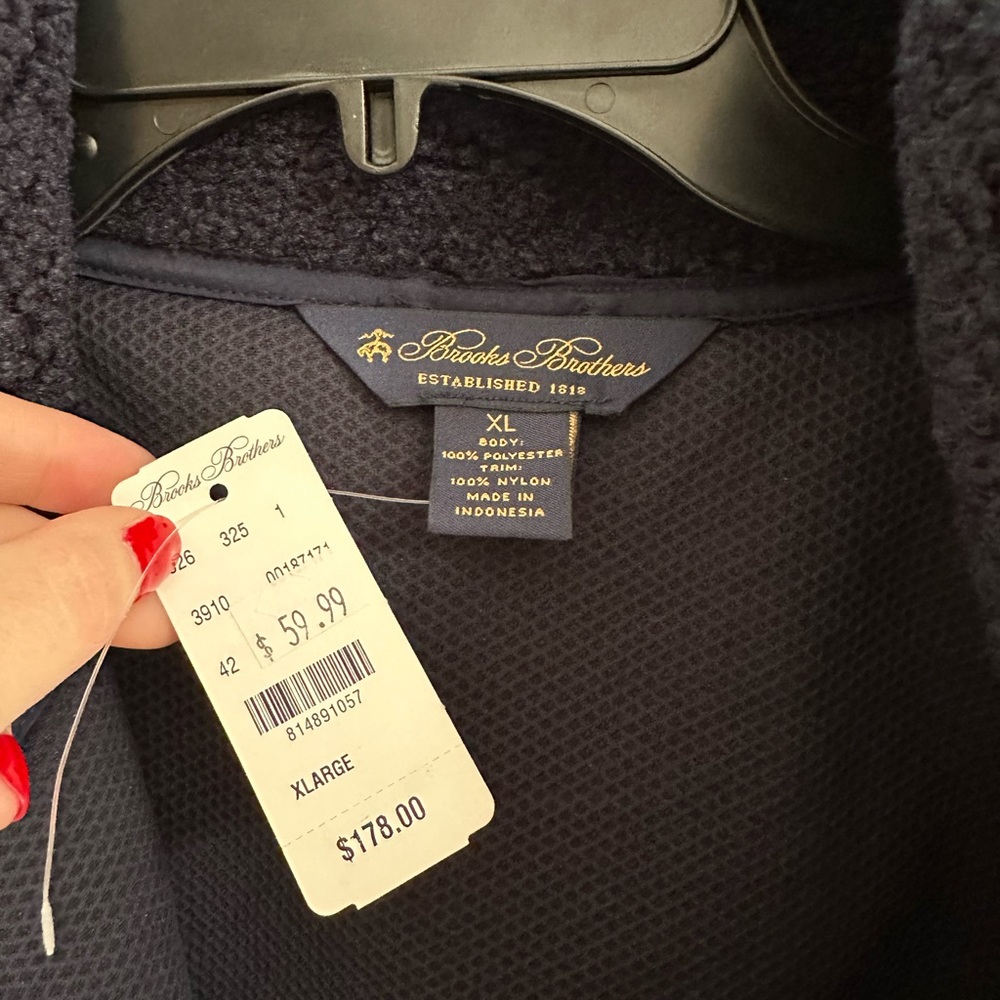 Brooks Brothers
ESTABLISHED 1818
XL
BODY:
100% POLYESTER
TRIM:
100% NYLON
MADE IN
INDONESIA
Brooks Brothers
325 1
00187171
3910
$ 59.99
42
814891057
XLARGE
$178.00